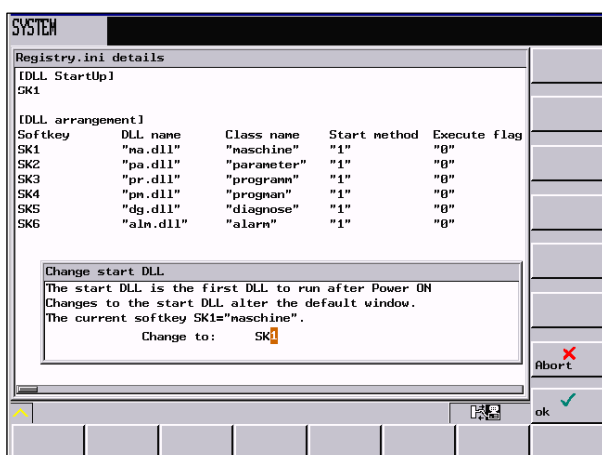 SYSTEM
Registry.ini details
[DLL StartUp]
SK1
[DLL arrangement]
Softkey DLL name Class name Start method Execute flag
SK1 "ma.dll" "maschine" "1" "0"
SK2 "pa.dll" "parameter" "1" "0"
SK3 "pr.dll" "programm" "1" "0"
SK4 "pm.dll" "progman" "1" "0"
SK5 "dg.dll" "diagnose" "1" "0"
SK6 "alm.dll" "alarm" "1" "0"
Change start DLL
The start DLL is the first DLL to run after Power ON
Changes to the start DLL alter the default window.
The current softkey SK1="maschine".
Change to: SK1
Abort
ok